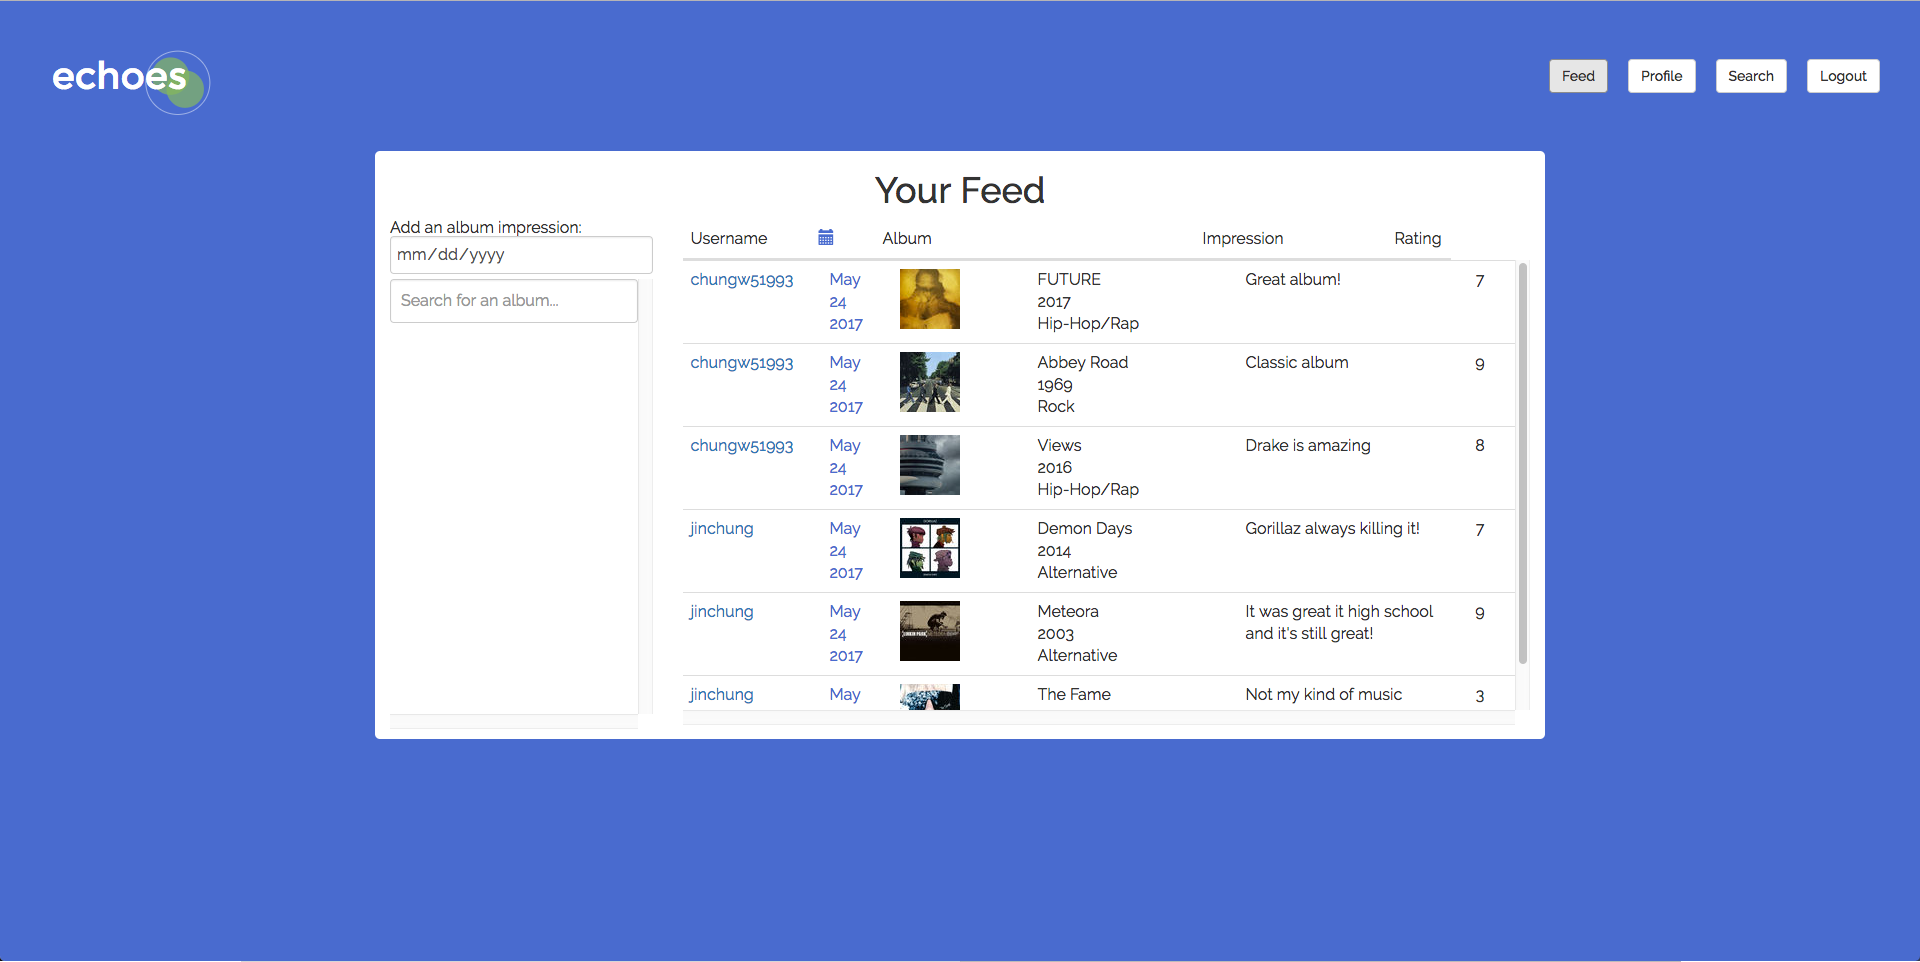 echoes
Feed
Profile
Search
Logout
Your Feed
Add an album impression:
mm/dd/yyyy
Search for an album...
Username
Album
Impression
Rating
chungw51993
May
24
2017
FUTURE
2017
Hip-Hop/Rap
Great album!
7
chungw51993
May
24
2017
Abbey Road
1969
Rock
Classic album
9
chungw51993
May
24
2017
Views
2016
Hip-Hop/Rap
Drake is amazing
8
jinchung
May
24
2017
Demon Days
2014
Alternative
Gorillaz always killing it!
7
jinchung
May
24
2017
LINKIN PARK
Meteora
2003
Alternative
It was great it high school
and it's still great!
9
jinchung
May
The Fame
Not my kind of music
3